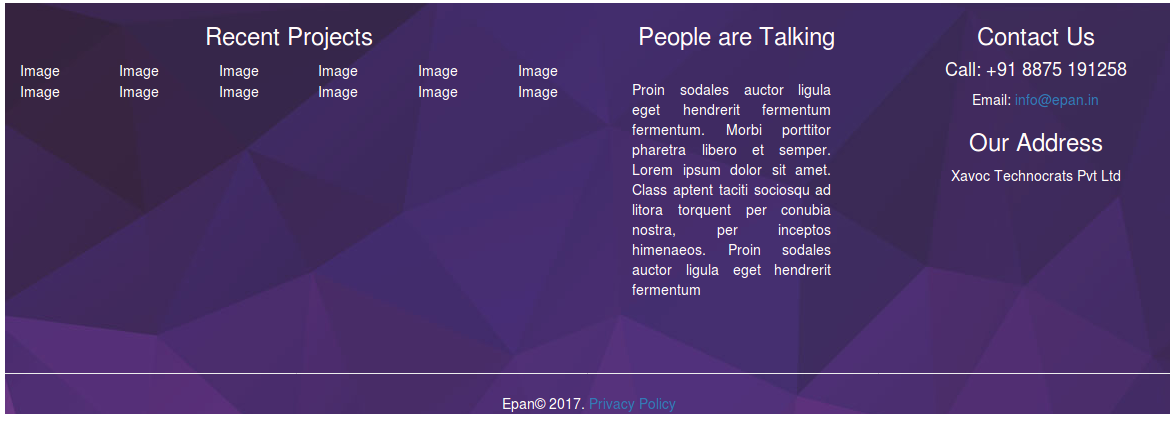 Recent Projects
Image Image Image Image Image Image
Image Image Image Image Image Image
People are Talking
Proin sodales auctor ligula
eget hendrerit fermentum
fermentum. Morbi porttitor
pharetra libero et semper.
Lorem ipsum dolor sit amet.
Class aptent taciti sociosqu ad
litora torquent per conubia
nostra, per inceptos
himenaeos. Proin sodales
auctor ligula eget hendrerit
fermentum
Contact Us
Call: +91 8875 191258
Email: info@epan.in
Our Address
Xavoc Technocrats Pvt Ltd
Epan© 2017. Privacy Policy